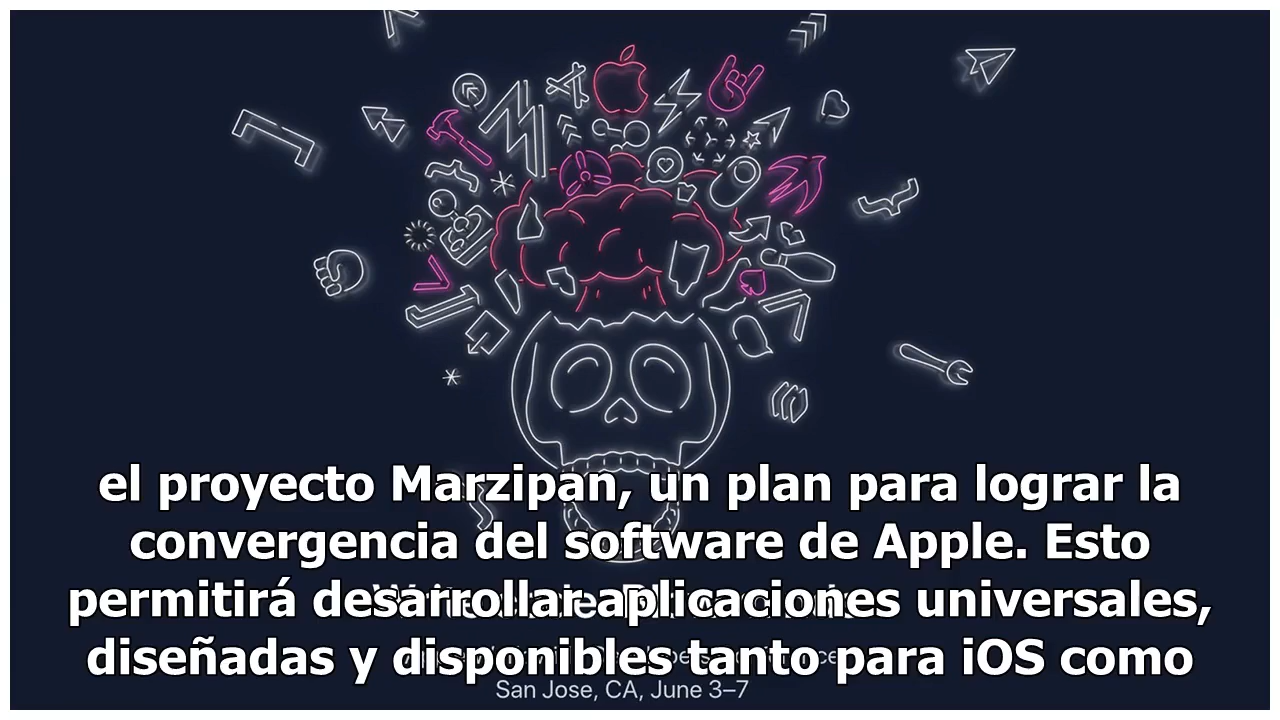 el proyecto Marzipan, un plan para lograr la
convergencia del software de Apple. Esto
permitirá desarrollar aplicaciones universales,
diseñadas y disponibles tanto para iOS como
San Jose, CA, June 3–7